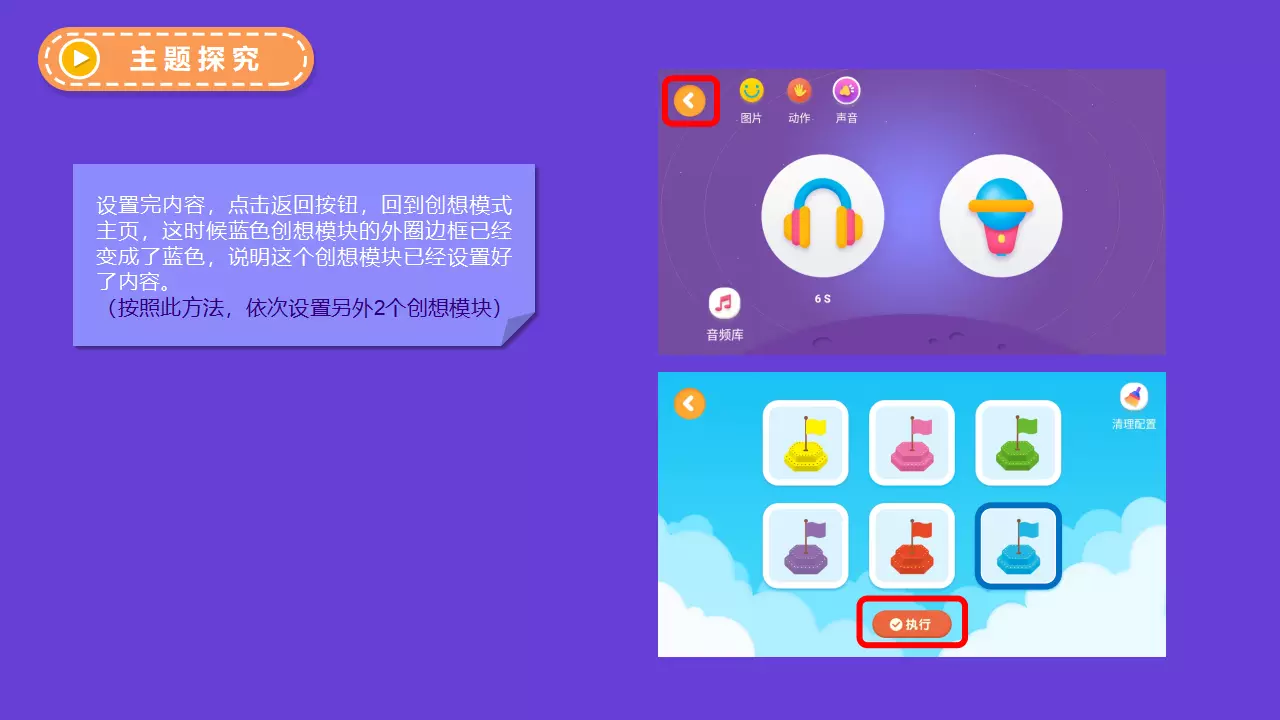 主题探究
设置完内容，点击返回按钮，回到创想模式
主页，这时候蓝色创想模块的外圈边框已经
变成了蓝色，说明这个创想模块已经设置好
了内容。
（按照此方法，依次设置另外2个创想模块）
图片 动作 声音
6 S
音频库
清理配置
执行